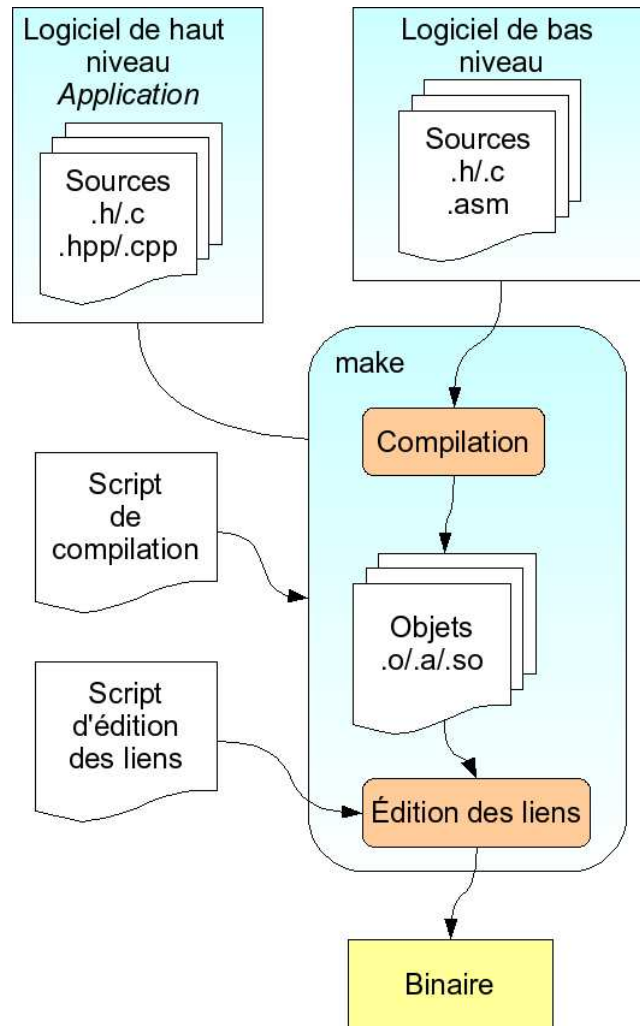 Logiciel de haut
niveau
Application
Sources
.h/.c
.hpp/.cpp
Logiciel de bas
niveau
Sources
.h/.c
.asm
make
Compilation
Script
de
compilation
Objets
.o/.a/.so
Script
d'édition
des liens
Édition des liens
Binaire